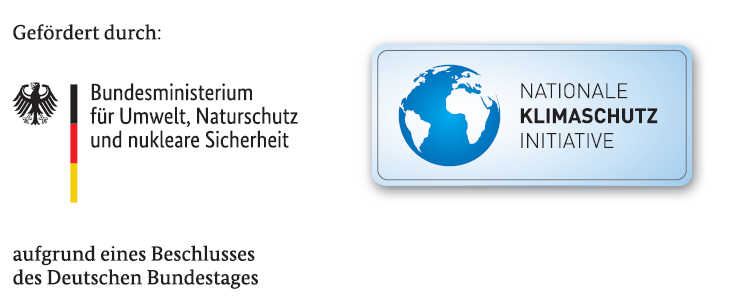 Gefördert durch:
Bundesministerium
für Umwelt, Naturschutz
und nukleare Sicherheit
NATIONALE
KLIMASCHUTZ
INITIATIVE
aufgrund eines Beschlusses
des Deutschen Bundestages